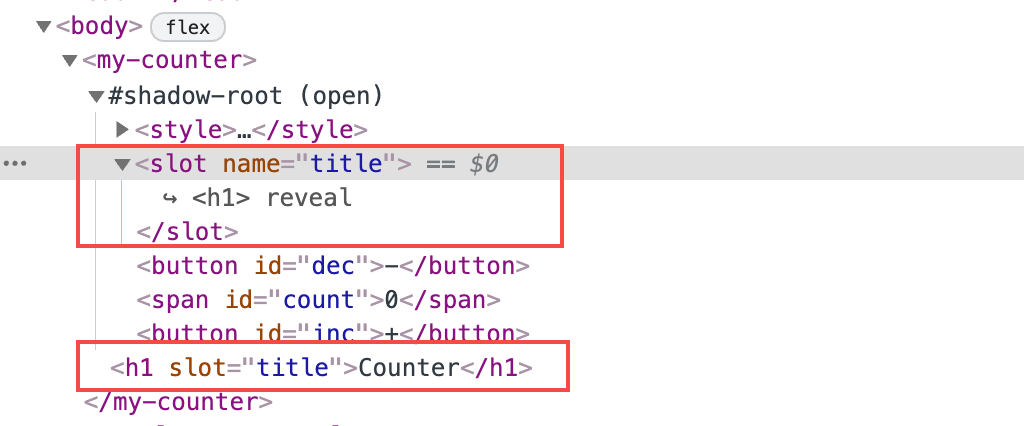 ▼<body> flex
▼<my-counter>
▼#shadow-root (open)
▶<style>…</style>
••• ▼<slot name="title"> == $0
↪ <h1> reveal
</slot>
<button id="dec">-</button>
<span id="count">0</span>
<button id="inc">+</button>
<h1 slot="title">Counter</h1>
</my-counter>